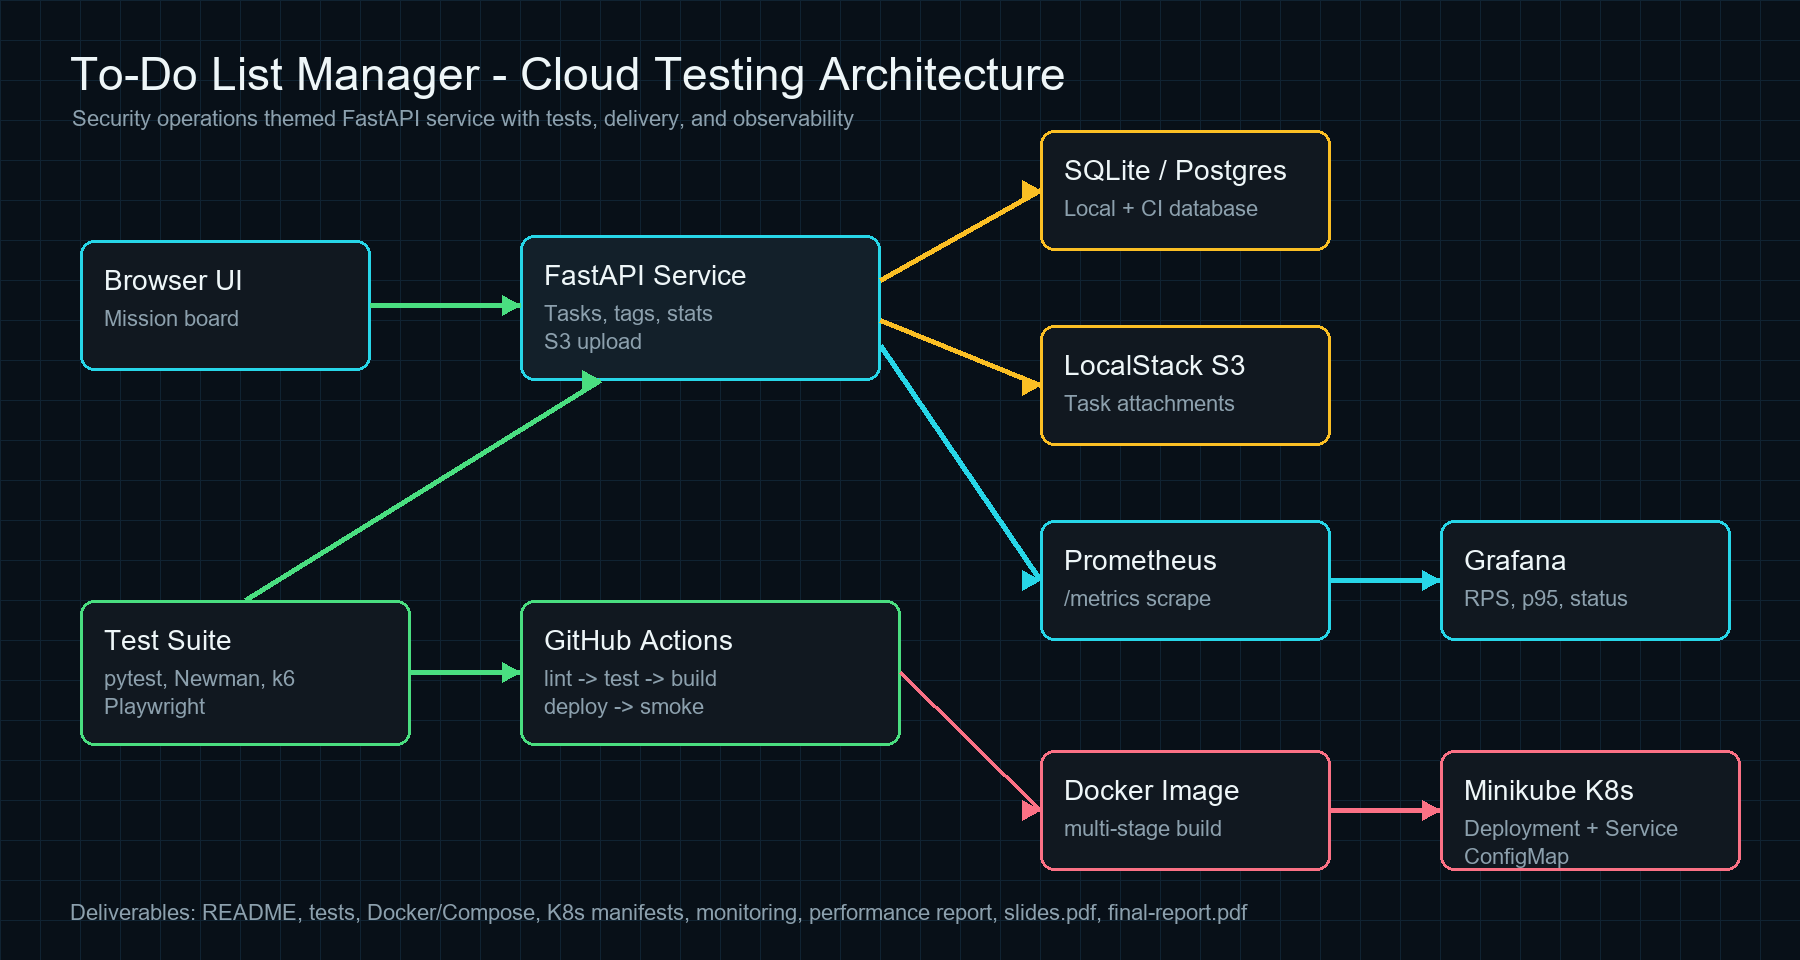 To-Do List Manager - Cloud Testing Architecture
Security operations themed FastAPI service with tests, delivery, and observability
SQLite / Postgres
Local + CI database
Browser UI
Mission board
FastAPI Service
Tasks, tags, stats
S3 upload
LocalStack S3
Task attachments
Prometheus
/metrics scrape
Grafana
RPS, p95, status
Test Suite
pytest, Newman, k6
Playwright
GitHub Actions
lint -> test -> build
deploy -> smoke
Docker Image
multi-stage build
Minikube K8s
Deployment + Service
ConfigMap
Deliverables: README, tests, Docker/Compose, K8s manifests, monitoring, performance report, slides.pdf, final-report.pdf